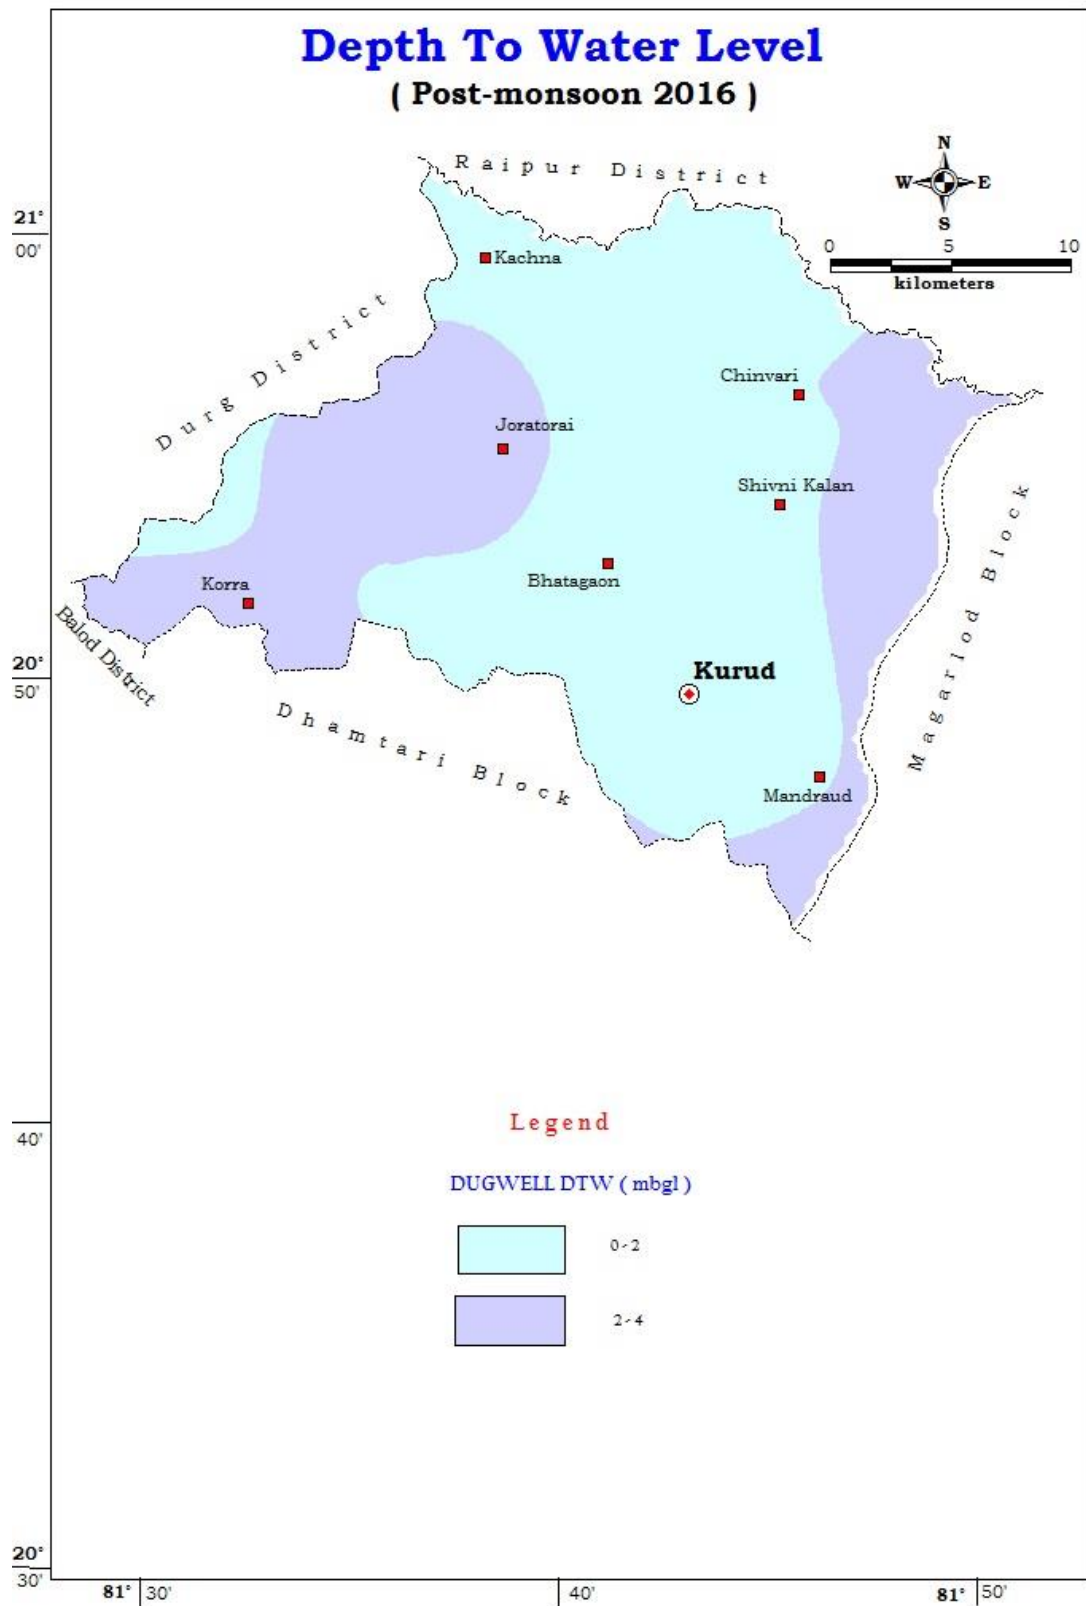 Depth To Water Level
( Post-monsoon 2016 )
Raipur District
N
W E
S
21°
00'
0 5 10
kilometers
Kachna
Durg District
Chinvari
Joratorai
Shivni Kalan
Magarlod Block
Bhatagaon
Korra
Balod District
20°
50'
Kurud
Dhamtari Block
Mandraud
40'
Legend
DUGWELL DTW ( mbgl )
0-2
2-4
20°
30'
81° 30' 40' 81° 50'